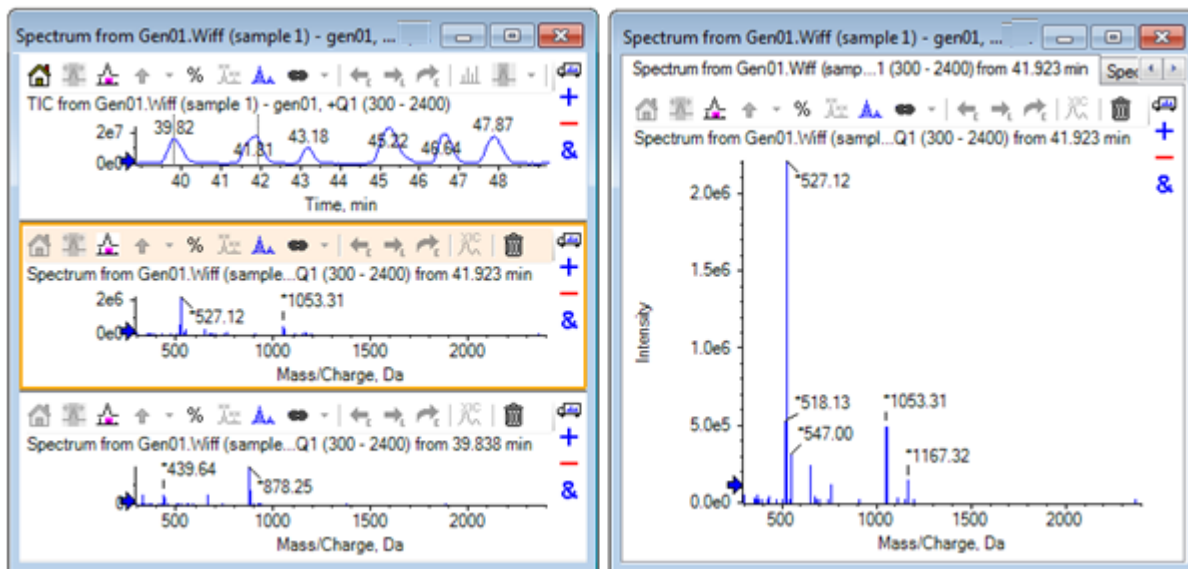 Spectrum from Gen01.Wiff (sample 1) - gen01, ...
%
TIC from Gen01.Wiff (sample 1) - gen01, +Q1 (300 - 2400)
2e7
0e0
39.82
41.81
43.18
45.22
46.64
47.87
40 41 42 43 44 45 46 47 48
Time, min
+
&
%
Spectrum from Gen01.Wiff (sample...Q1 (300 - 2400) from 41.923 min
2e6
0e0
*527.12
*1053.31
500 1000 1500 2000
Mass/Charge, Da
+
&
%
Spectrum from Gen01.Wiff (sample...Q1 (300 - 2400) from 39.838 min
*439.64
*878.25
500 1000 1500 2000
Mass/Charge, Da
+
&
Spectrum from Gen01.Wiff (sample 1) - gen01, ...
Spectrum from Gen01.Wiff (samp...1 (300 - 2400) from 41.923 min
Spec
%
Spectrum from Gen01.Wiff (sampl...Q1 (300 - 2400) from 41.923 min
+
&
Intensity
2.0e6
1.5e6
1.0e6
5.0e5
0.0e0
*527.12
*518.13
*547.00
*1053.31
*1167.32
500 1000 1500 2000
Mass/Charge, Da